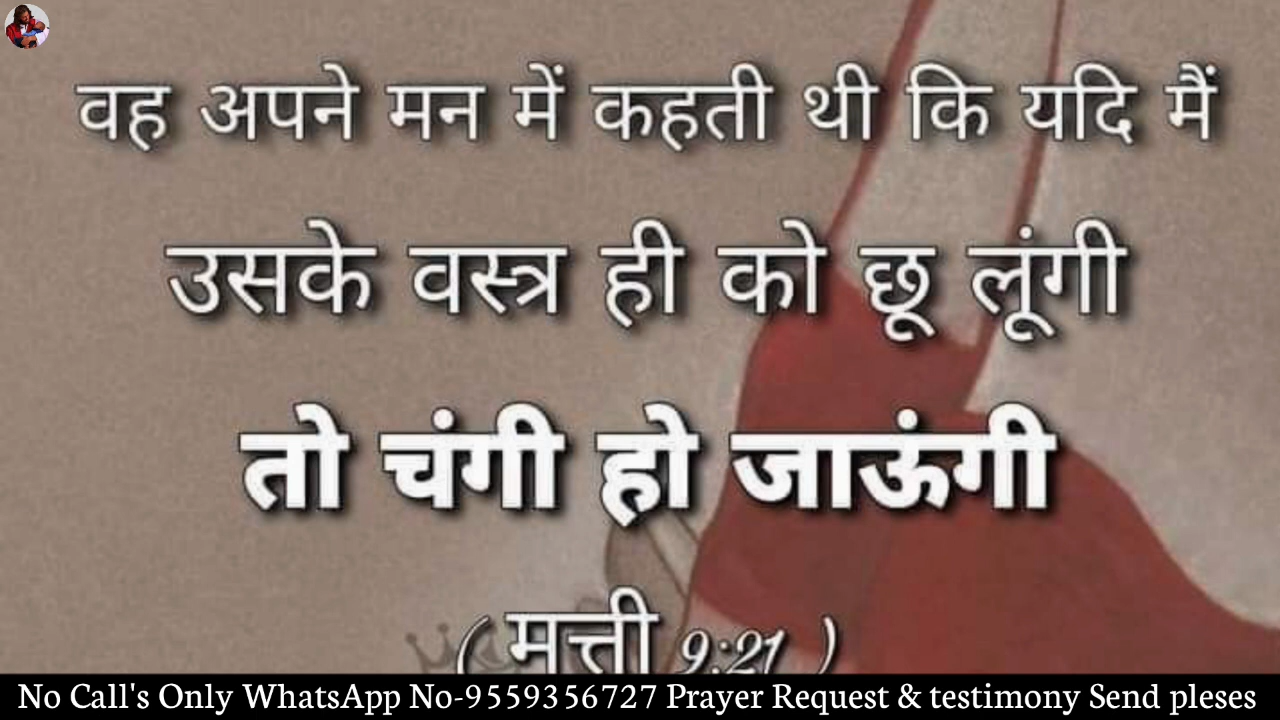 वह अपने मन में कहती थी कि यदि मैं
उसके वस्त्र ही को छू लूंगी
तो चंगी हो जाऊंगी
( मत्ती 9:21 )
No Call's Only WhatsApp No-9559356727 Prayer Request & testimony Send pleses